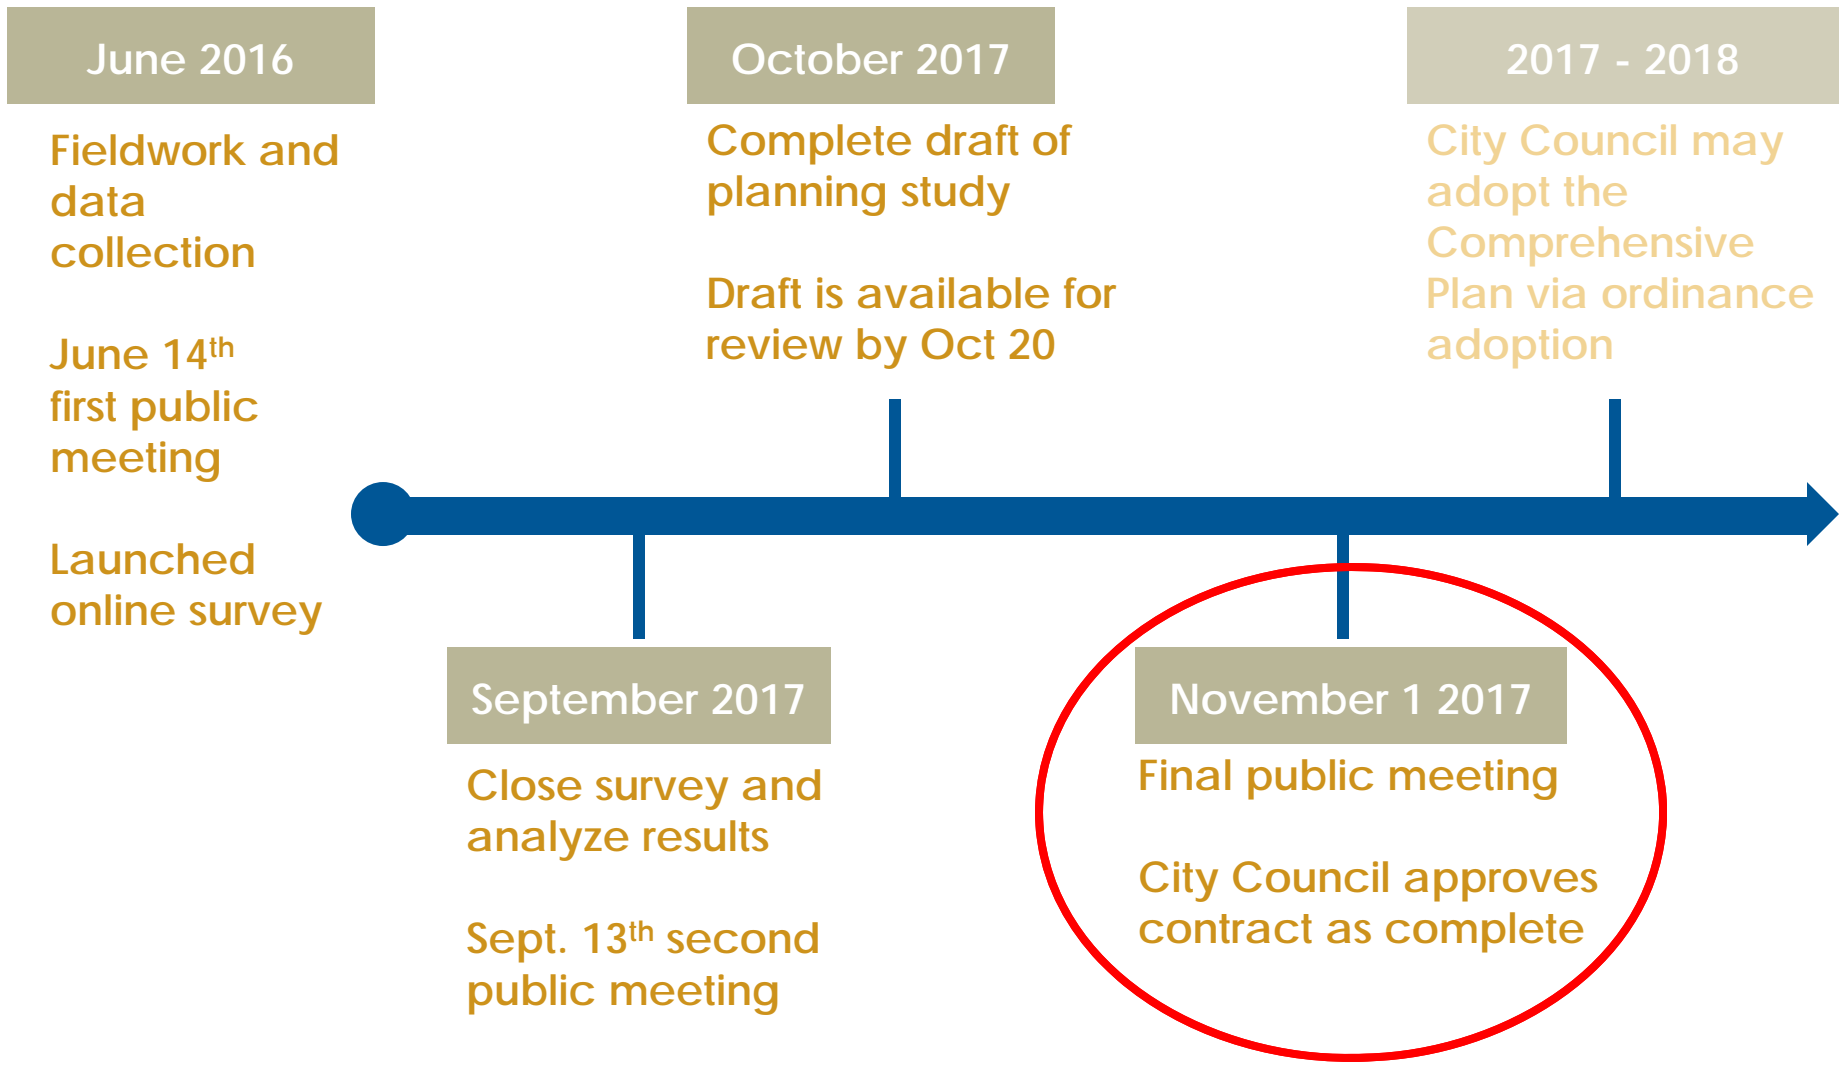 June 2016
Fieldwork and
data
collection
June 14th
first public
meeting
Launched
online survey
September 2017
Close survey and
analyze results
Sept. 13th second
public meeting
October 2017
Complete draft of
planning study
Draft is available for
review by Oct 20
November 1 2017
Final public meeting
City Council approves
contract as complete
2017 - 2018
City Council may
adopt the
Comprehensive
Plan via ordinance
adoption